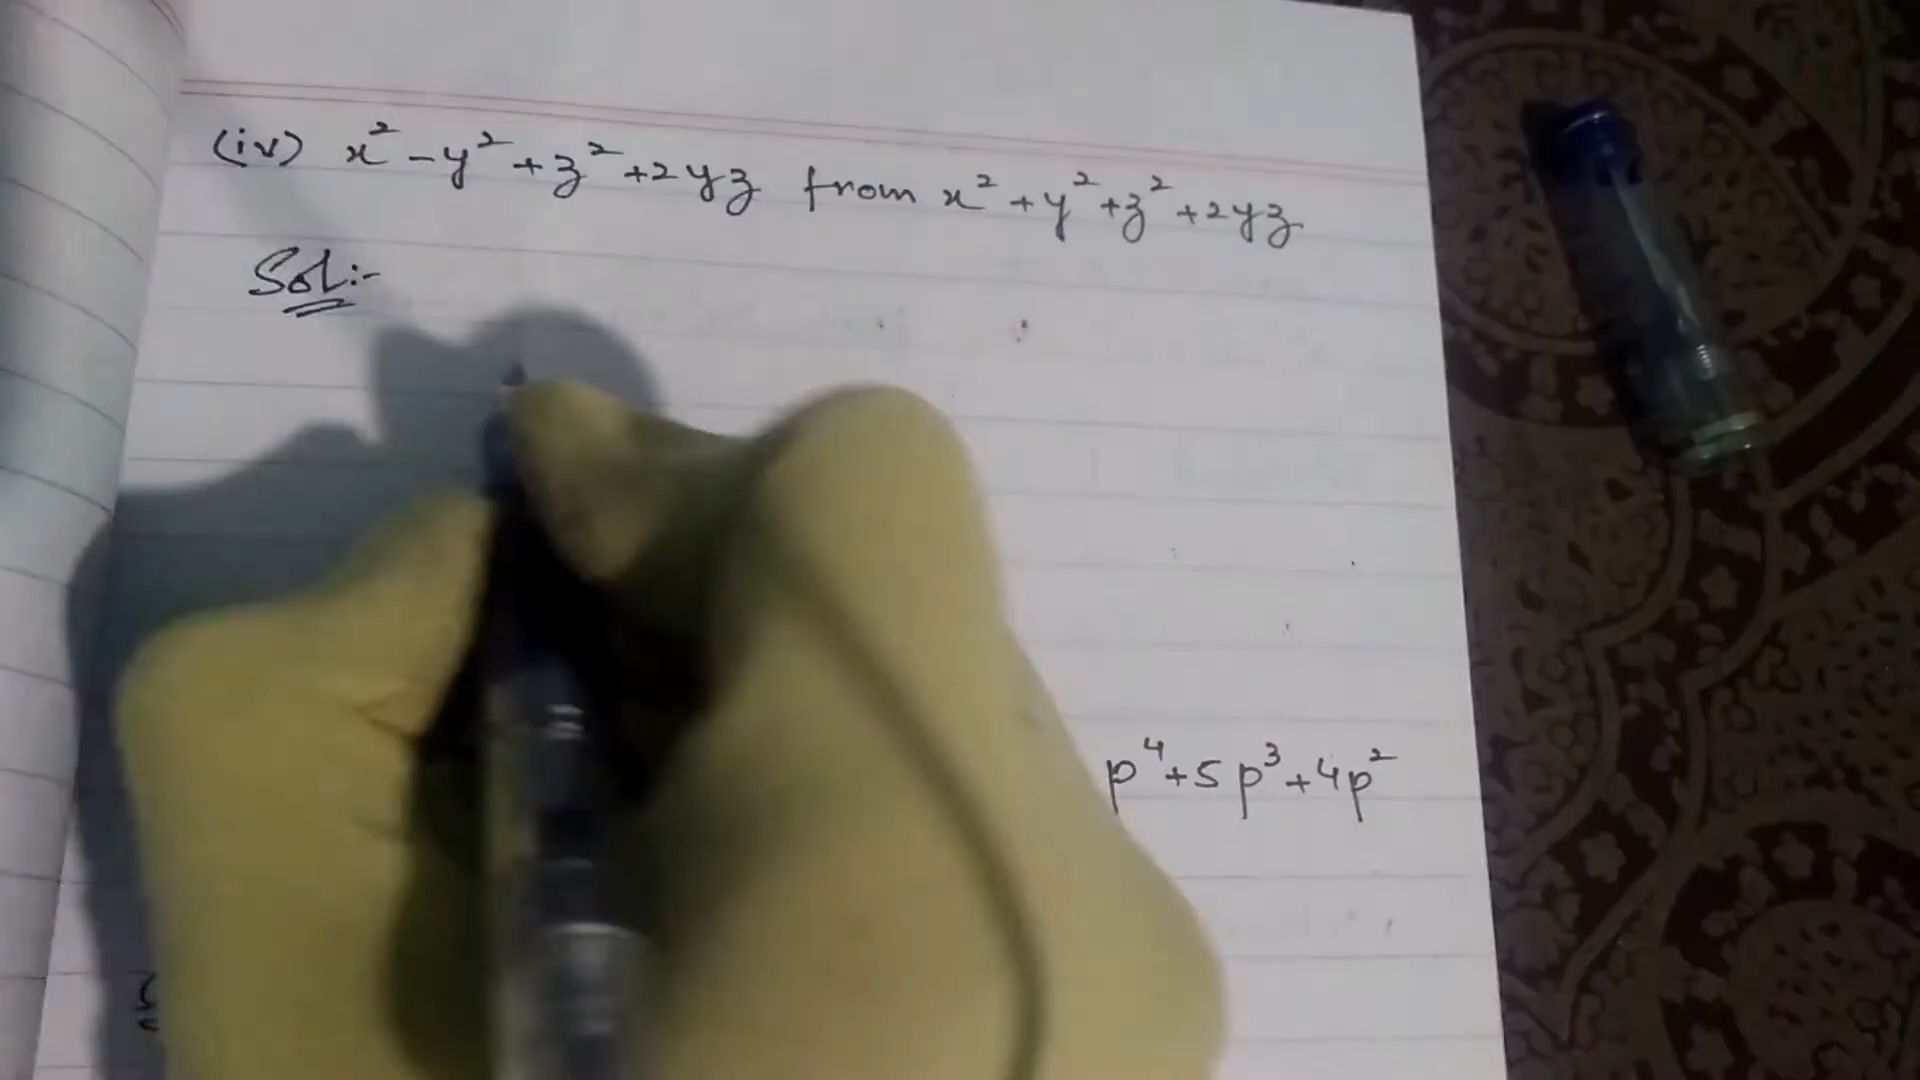 (iv) x² - y² + z² + 2yz from x² + y² + z² + 2yz
Sol:-
p⁴ + 5p³ + 4p²